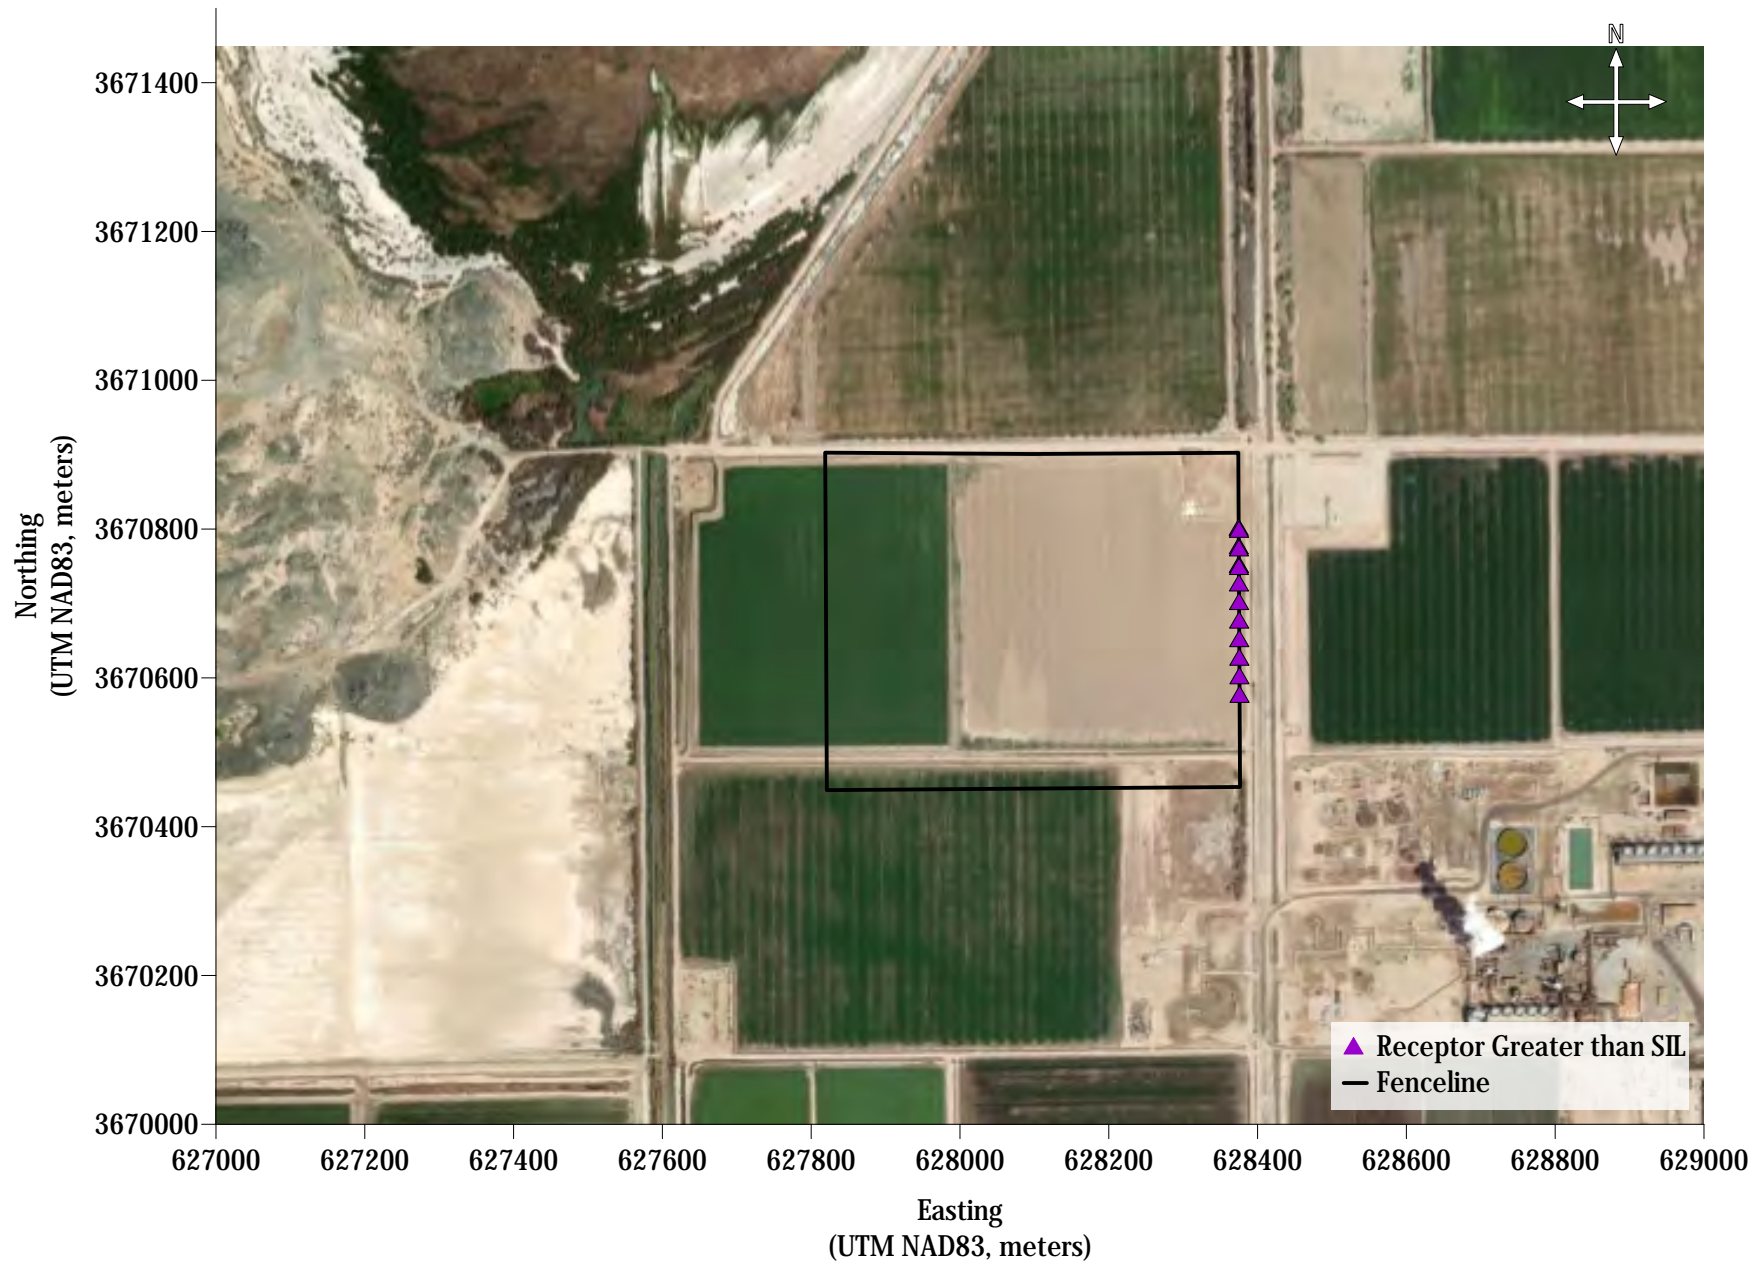 N
3671400
3671200
3671000
3670800
3670600
3670400
3670200
3670000
Northing
(UTM NAD83, meters)
627000 627200 627400 627600 627800 628000 628200 628400 628600 628800 629000
Easting
(UTM NAD83, meters)
Receptor Greater than SIL
Fenceline